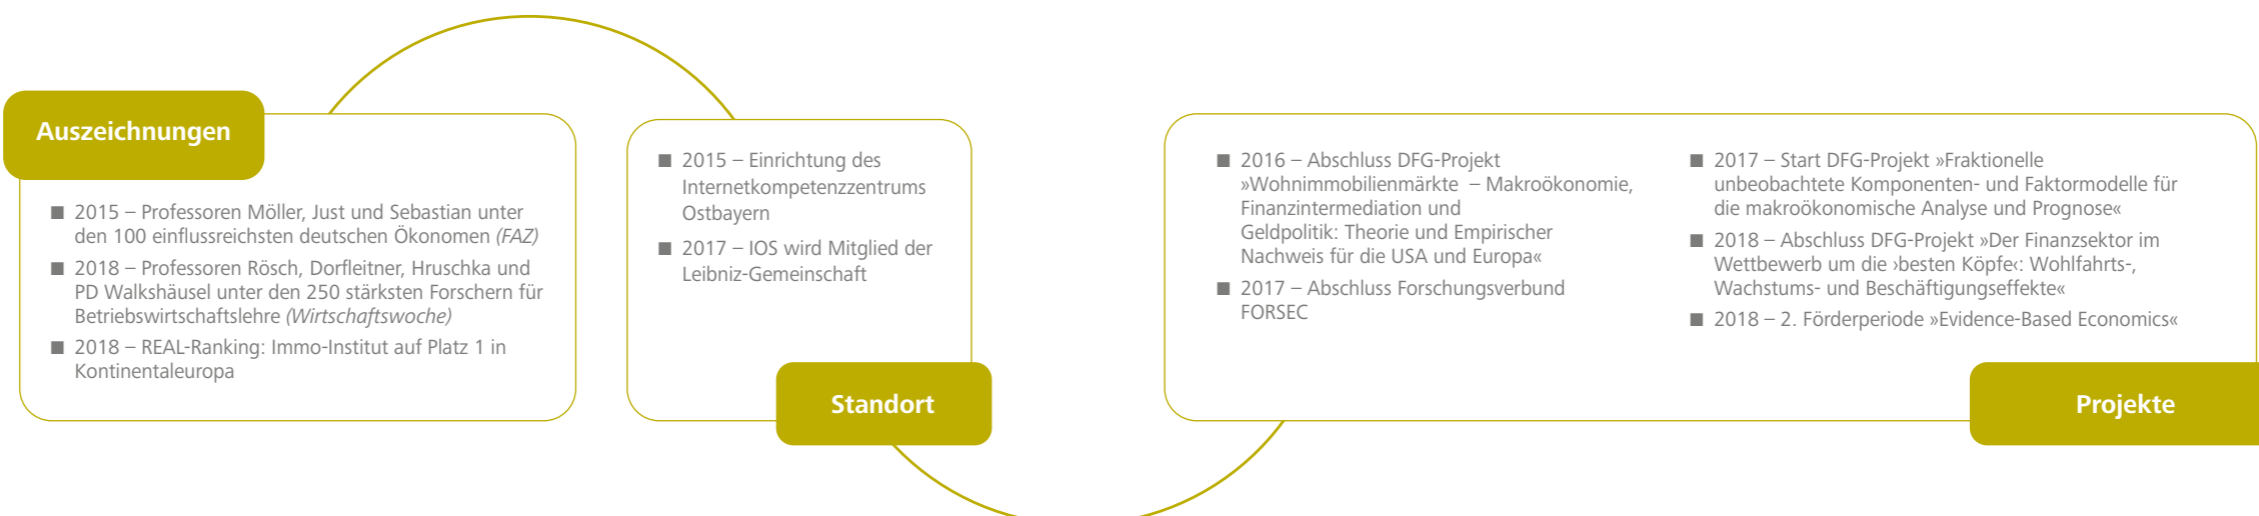 Auszeichnungen
■ 2015 – Professoren Möller, Just und Sebastian unter
den 100 einflussreichsten deutschen Ökonomen (FAZ)
■ 2018 – Professoren Rösch, Dorfleitner, Hruschka und
PD Walkshäusel unter den 250 stärksten Forschern für
Betriebswirtschaftslehre (Wirtschaftswoche)
■ 2018 – REAL-Ranking: Immo-Institut auf Platz 1 in
Kontinentaleuropa
■ 2015 – Einrichtung des
Internetkompetenzzentrums
Ostbayern
■ 2017 – IOS wird Mitglied der
Leibniz-Gemeinschaft
Standort
■ 2016 – Abschluss DFG-Projekt
»Wohnimmobilienmärkte – Makroökonomie,
Finanzintermediation und
Geldpolitik: Theorie und Empirischer
Nachweis für die USA und Europa«
■ 2017 – Abschluss Forschungsverbund
FORSEC
■ 2017 – Start DFG-Projekt »Fraktionelle
unbeobachtete Komponenten- und Faktormodelle für
die makroökonomische Analyse und Prognose«
■ 2018 – Abschluss DFG-Projekt »Der Finanzsektor im
Wettbewerb um die ›besten Köpfe‹: Wohlfahrts-,
Wachstums- und Beschäftigungseffekte«
■ 2018 – 2. Förderperiode »Evidence-Based Economics«
Projekte